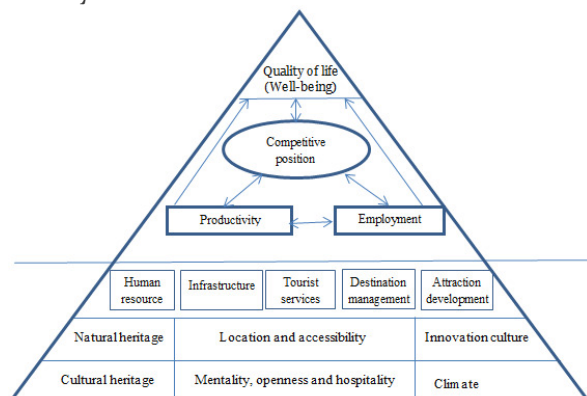 Quality of life
(Well-being)
Competitive
position
Productivity
Employment
Human
resource
Infrastructure
Tourist
services
Destination
management
Attraction
development
Natural heritage
Location and accessibility
Innovation culture
Cultural heritage
Mentality, openness and hospitality
Climate